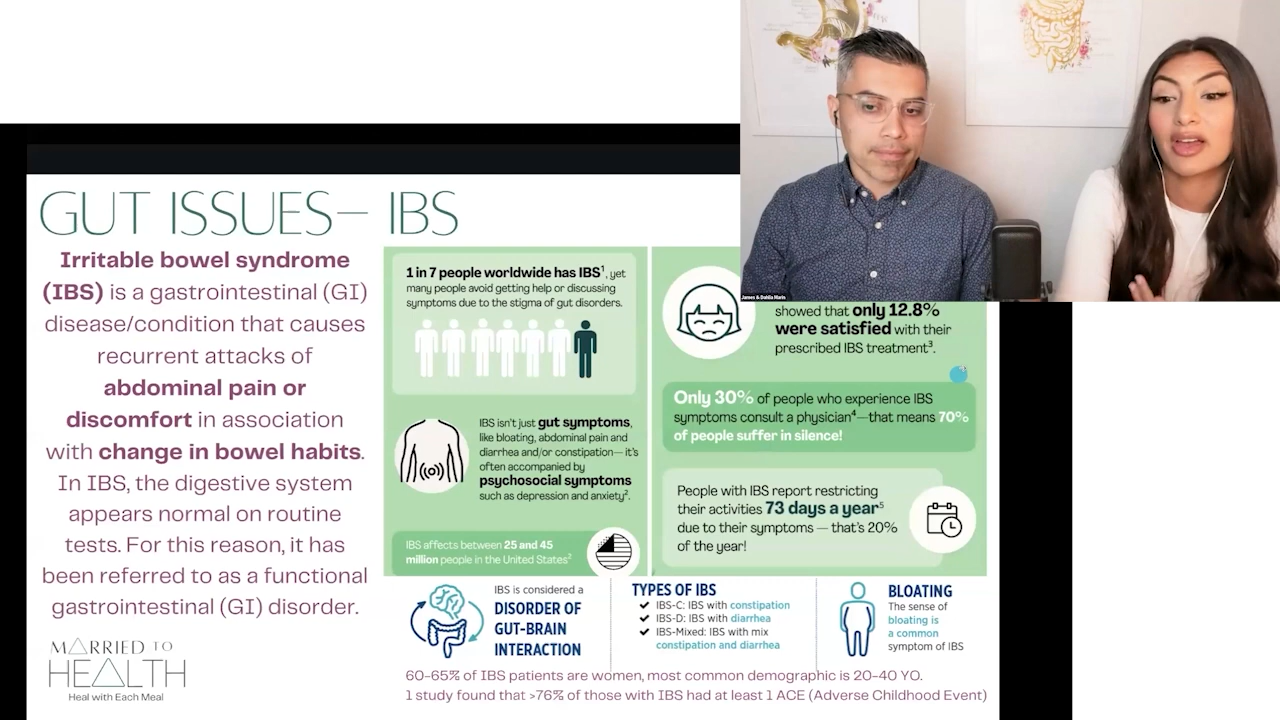 GUT ISSUES— IBS
Irritable bowel syndrome
(IBS) is a gastrointestinal (GI)
disease/condition that causes
recurrent attacks of
abdominal pain or
discomfort in association
with change in bowel habits.
In IBS, the digestive system
appears normal on routine
tests. For this reason, it has
been referred to as a functional
gastrointestinal (GI) disorder.
MARRIED TO
HEALTH
Heal with Each Meal
1 in 7 people worldwide has IBS¹, yet
many people avoid getting help or discussing
symptoms due to the stigma of gut disorders.
IBS isn't just gut symptoms,
like bloating, abdominal pain and
diarrhea and/or constipation—it's
often accompanied by
psychosocial symptoms
such as depression and anxiety².
IBS affects between 25 and 45
million people in the United States²
James & Dahlia Marin
showed that only 12.8%
were satisfied with their
prescribed IBS treatment³.
Only 30% of people who experience IBS
symptoms consult a physician⁴—that means 70%
of people suffer in silence!
People with IBS report restricting
their activities 73 days a year⁵
due to their symptoms — that's 20%
of the year!
IBS is considered a
DISORDER OF
GUT-BRAIN
INTERACTION
TYPES OF IBS
IBS-C: IBS with constipation
IBS-D: IBS with diarrhea
IBS-Mixed: IBS with mix
constipation and diarrhea
BLOATING
The sense of
bloating is
a common
symptom of IBS
60-65% of IBS patients are women, most common demographic is 20-40 YO.
1 study found that >76% of those with IBS had at least 1 ACE (Adverse Childhood Event)